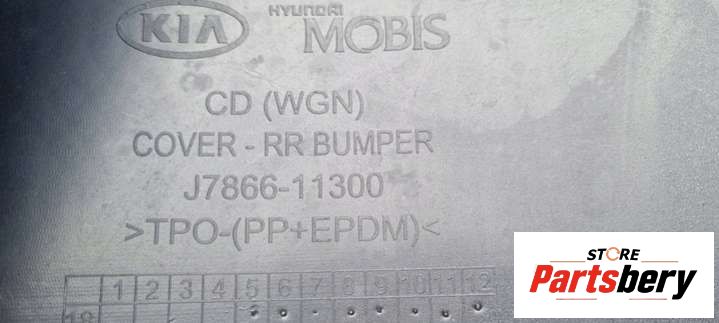 KIA HYUNDAI MOBIS
CD (WGN)
COVER - RR BUMPER
J7866-11300
>TPO-(PP+EPDM)<
1 2 3 4 5 6 7 8 9 10 11 12
18
STORE
Partsbery